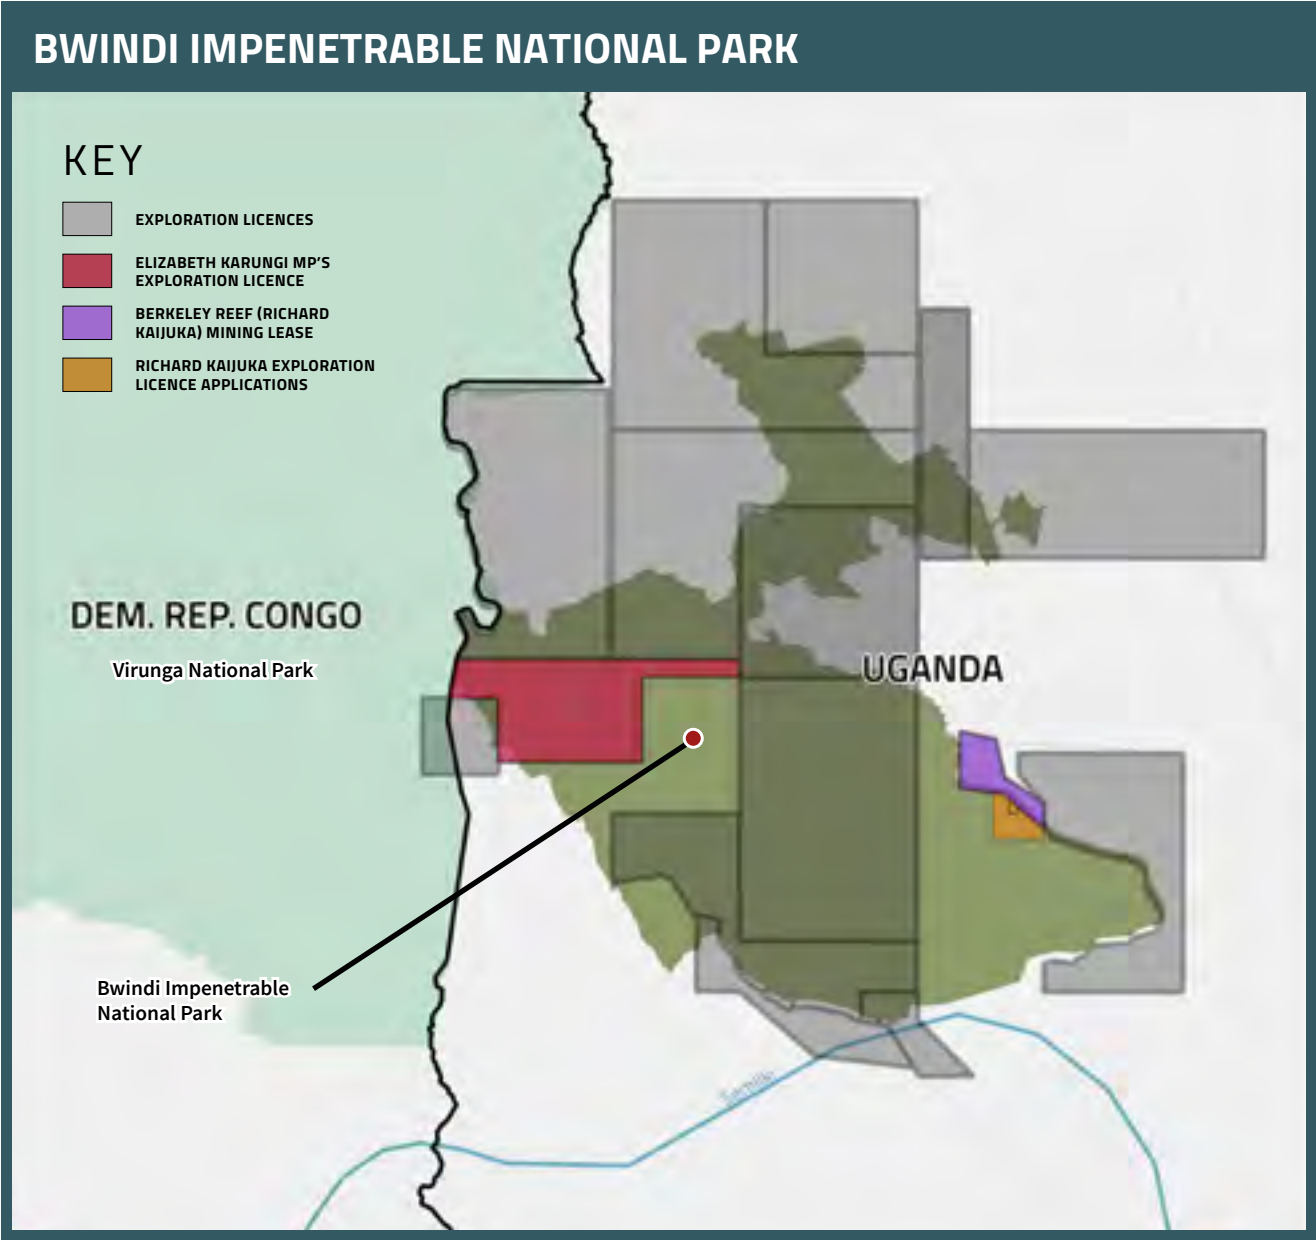 BWINDI IMPENETRABLE NATIONAL PARK
KEY
EXPLORATION LICENCES
ELIZABETH KARUNGI MP'S
EXPLORATION LICENCE
BERKELEY REEF (RICHARD
KAIJUKA) MINING LEASE
RICHARD KAIJUKA EXPLORATION
LICENCE APPLICATIONS
DEM. REP. CONGO
Virunga National Park
UGANDA
Bwindi Impenetrable
National Park